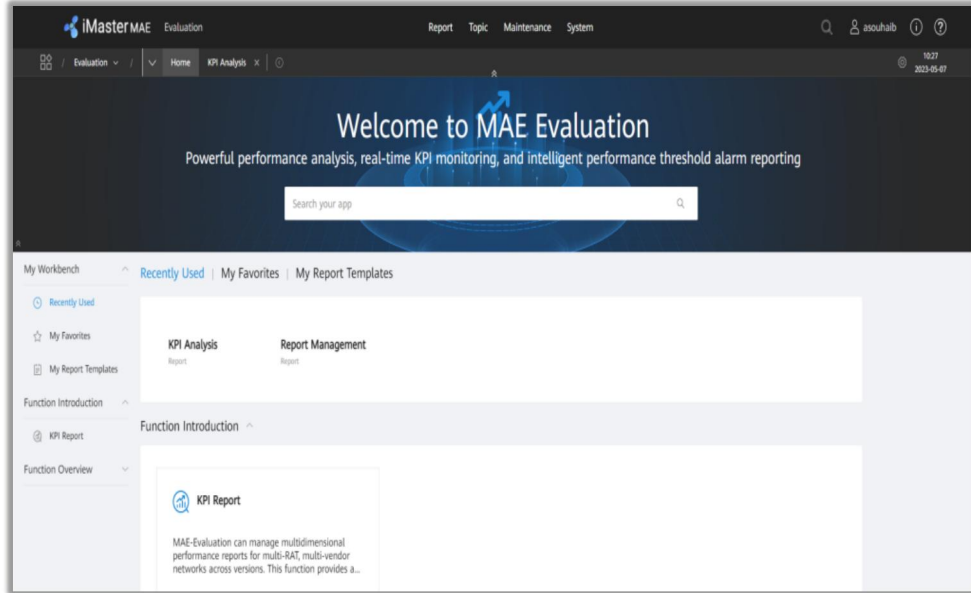 iMaster MAE Evaluation Report Topic Maintenance System asouhaib
/ Evaluation / Home KPI Analysis × 10:27
2023-05-07
Welcome to MAE Evaluation
Powerful performance analysis, real-time KPI monitoring, and intelligent performance threshold alarm reporting
Search your app
My Workbench
Recently Used
My Favorites
My Report Templates
Function Introduction
KPI Report
Function Overview
Recently Used | My Favorites | My Report Templates
KPI Analysis Report Management
Report Report
Function Introduction
KPI Report
MAE-Evaluation can manage multidimensional
performance reports for multi-RAT, multi-vendor
networks across versions. This function provides a...